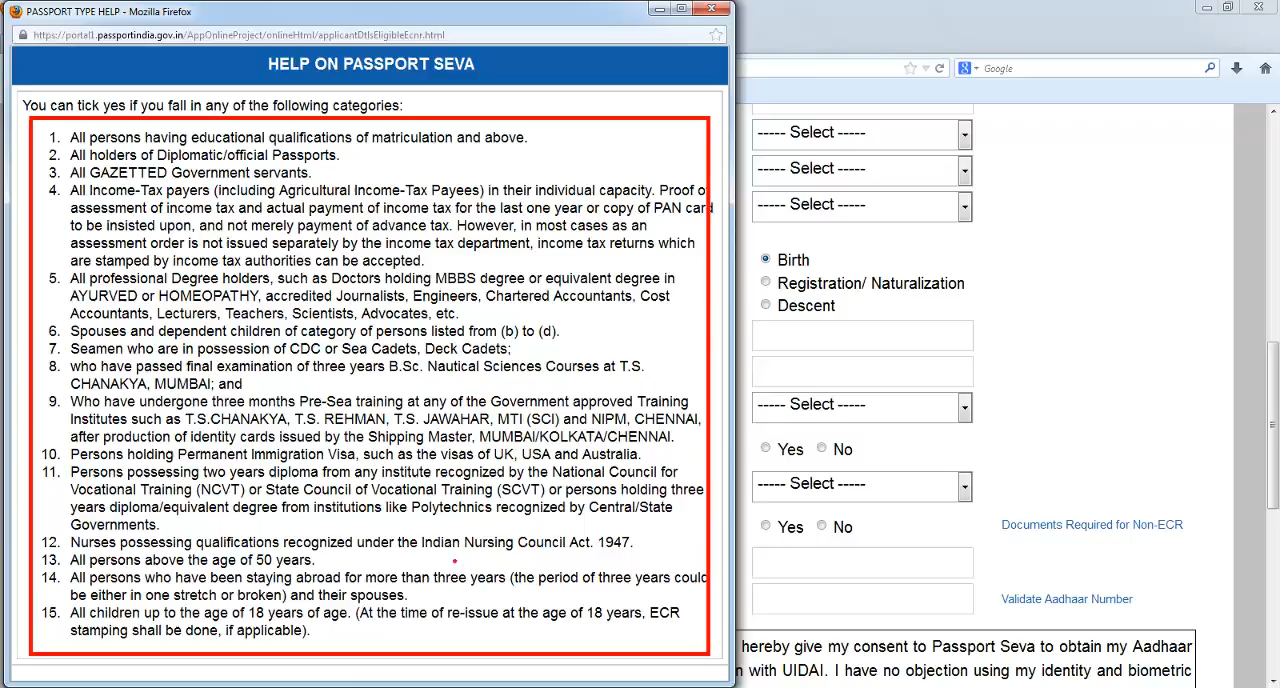 PASSPORT TYPE HELP - Mozilla Firefox
https://portal1.passportindia.gov.in/AppOnlineProject/onlineHtml/applicantDtlsEligibleEcnr.html
HELP ON PASSPORT SEVA
You can tick yes if you fall in any of the following categories:
1. All persons having educational qualifications of matriculation and above.
2. All holders of Diplomatic/official Passports.
3. All GAZETTED Government servants.
4. All Income-Tax payers (including Agricultural Income-Tax Payees) in their individual capacity. Proof o
assessment of income tax and actual payment of income tax for the last one year or copy of PAN card
to be insisted upon, and not merely payment of advance tax. However, in most cases as an
assessment order is not issued separately by the income tax department, income tax returns which
are stamped by income tax authorities can be accepted.
5. All professional Degree holders, such as Doctors holding MBBS degree or equivalent degree in
AYURVED or HOMEOPATHY, accredited Journalists, Engineers, Chartered Accountants, Cost
Accountants, Lecturers, Teachers, Scientists, Advocates, etc.
6. Spouses and dependent children of category of persons listed from (b) to (d).
7. Seamen who are in possession of CDC or Sea Cadets, Deck Cadets;
8. who have passed final examination of three years B.Sc. Nautical Sciences Courses at T.S.
CHANAKYA, MUMBAI; and
9. Who have undergone three months Pre-Sea training at any of the Government approved Training
Institutes such as T.S.CHANAKYA, T.S. REHMAN, T.S. JAWAHAR, MTI (SCI) and NIPM, CHENNAI,
after production of identity cards issued by the Shipping Master, MUMBAI/KOLKATA/CHENNAI.
10. Persons holding Permanent Immigration Visa, such as the visas of UK, USA and Australia.
11. Persons possessing two years diploma from any institute recognized by the National Council for
Vocational Training (NCVT) or State Council of Vocational Training (SCVT) or persons holding three
years diploma/equivalent degree from institutions like Polytechnics recognized by Central/State
Governments.
12. Nurses possessing qualifications recognized under the Indian Nursing Council Act. 1947.
13. All persons above the age of 50 years.
14. All persons who have been staying abroad for more than three years (the period of three years could
be either in one stretch or broken) and their spouses.
15. All children up to the age of 18 years of age. (At the time of re-issue at the age of 18 years, ECR
stamping shall be done, if applicable).
Google
----- Select -----
----- Select -----
----- Select -----
Birth
Registration/ Naturalization
Descent
----- Select -----
Yes No
----- Select -----
Yes No Documents Required for Non-ECR
Validate Aadhaar Number
hereby give my consent to Passport Seva to obtain my Aadhaar
with UIDAI. I have no objection using my identity and biometric